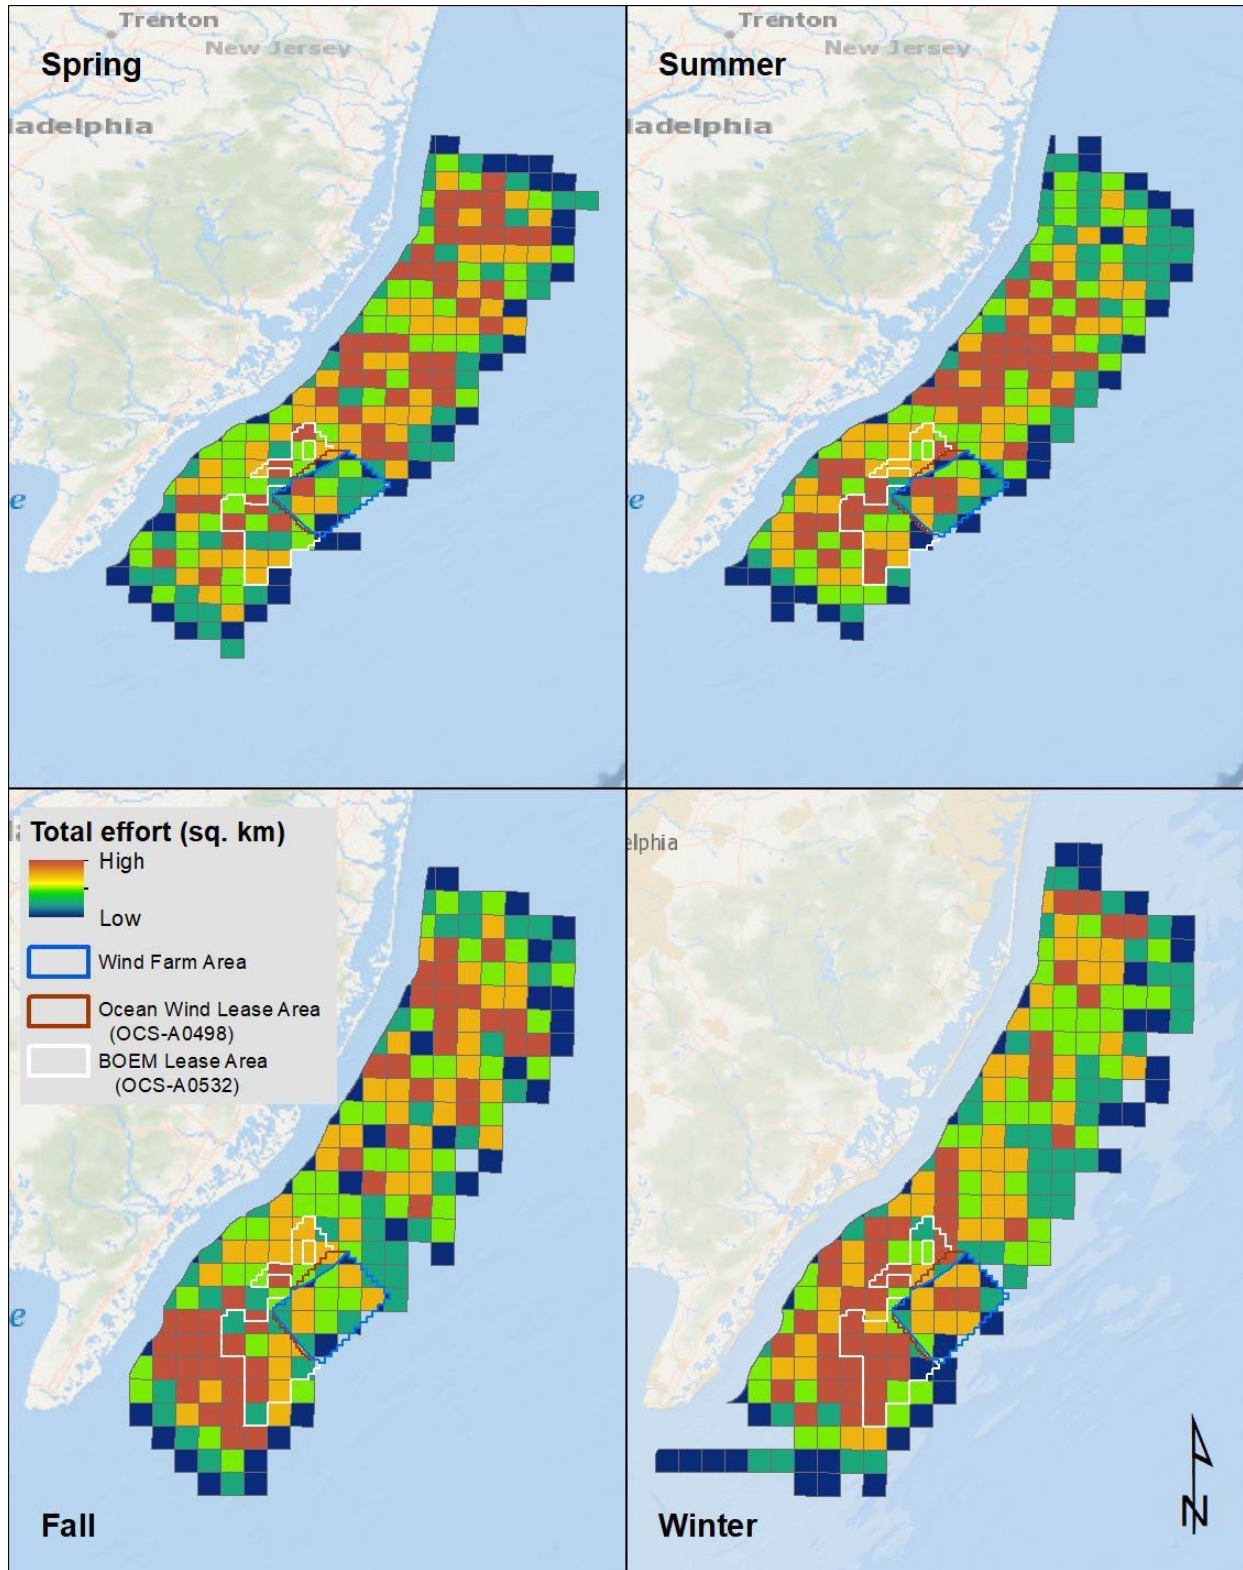 Trenton
New Jersey
Spring
ladelphia
e
Trenton
New Jersey
Summer
ladelphia
e
Total effort (sq. km)
High
Low
Wind Farm Area
Ocean Wind Lease Area
(OCS-A0498)
BOEM Lease Area
(OCS-A0532)
e
Fall
elphia
e
Winter
N